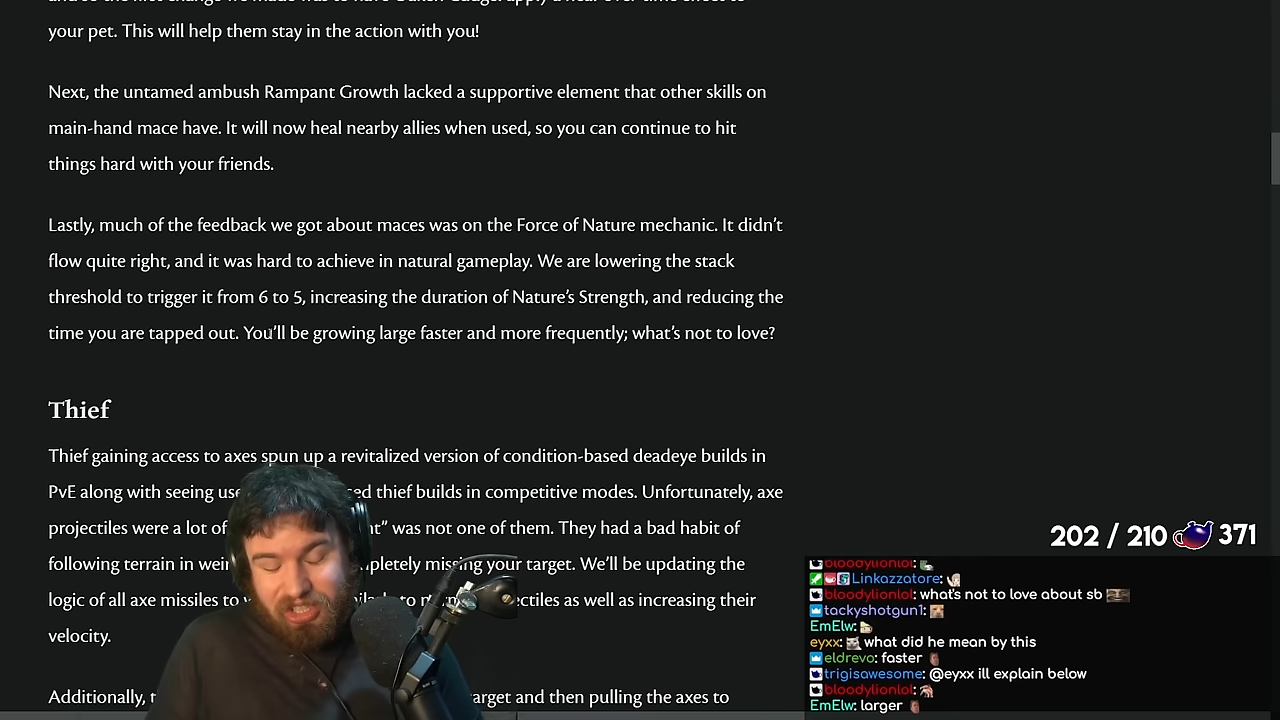 your pet. This will help them stay in the action with you!
Next, the untamed ambush Rampant Growth lacked a supportive element that other skills on
main-hand mace have. It will now heal nearby allies when used, so you can continue to hit
things hard with your friends.
Lastly, much of the feedback we got about maces was on the Force of Nature mechanic. It didn't
flow quite right, and it was hard to achieve in natural gameplay. We are lowering the stack
threshold to trigger it from 6 to 5, increasing the duration of Nature's Strength, and reducing the
time you are tapped out. You'll be growing large faster and more frequently; what's not to love?
Thief
Thief gaining access to axes spun up a revitalized version of condition-based deadeye builds in
PvE along with seeing thief builds in competitive modes. Unfortunately, axe
projectiles were a lot of was not one of them. They had a bad habit of
following terrain in missing your target. We'll be updating the
logic of all axe missiles to as well as increasing their
velocity.
Additionally, and then pulling the axes to
202 / 210 371
bloodylionlol:
Linkazzatore:
bloodylionlol: what's not to love about sb
tackyshotgun1:
EmElw:
eyxx: what did he mean by this
eldrevo: faster
trigisawesome: @eyxx ill explain below
bloodylionlol:
EmElw: larger